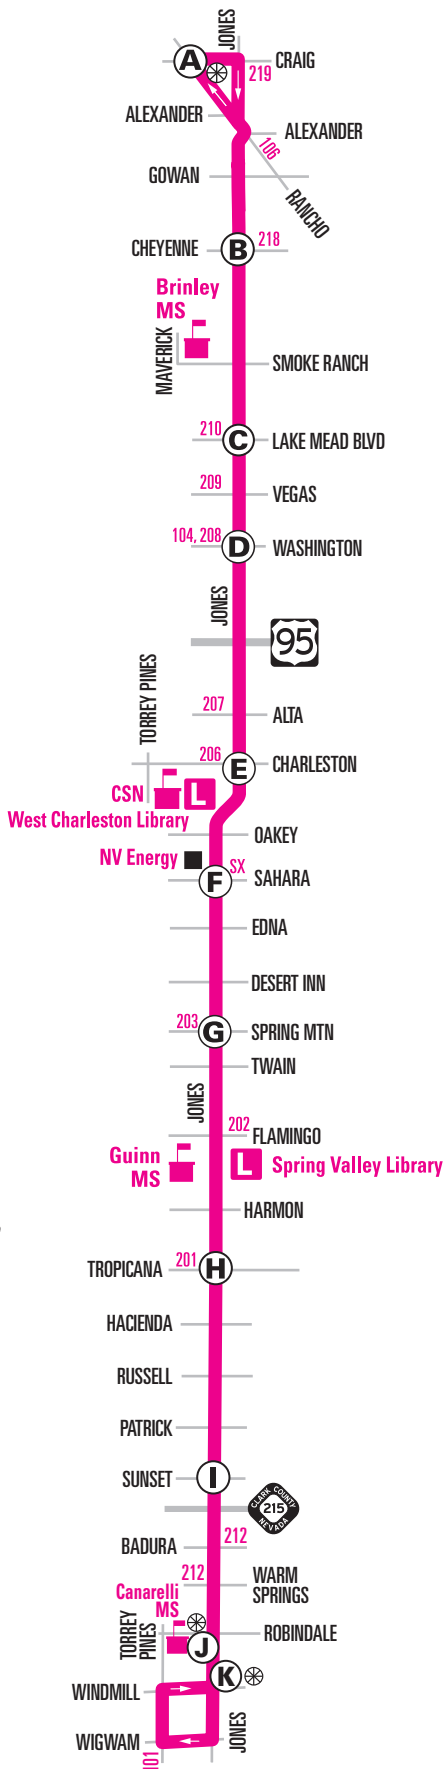 JONES
A
CRAIG
219
ALEXANDER
ALEXANDER
106
GOWAN
RANCHO
CHEYENNE
B
218
Brinley
MS
MAVERICK
SMOKE RANCH
210
C
LAKE MEAD BLVD
209
VEGAS
104, 208
D
WASHINGTON
JONES
95
TORREY PINES
207
ALTA
206
E
CHARLESTON
CSN
L
West Charleston Library
OAKEY
NV Energy
SX
F
SAHARA
EDNA
DESERT INN
203
G
SPRING MTN
TWAIN
JONES
202
FLAMINGO
Guinn
MS
L
Spring Valley Library
HARMON
TROPICANA
201
H
HACIENDA
RUSSELL
PATRICK
SUNSET
I
CLARK COUNTY
215
NEVADA
BADURA
212
212
WARM
SPRINGS
Canarelli
MS
TORREY
PINES
J
ROBINDALE
K
WINDMILL
WIGWAM
JONES
101